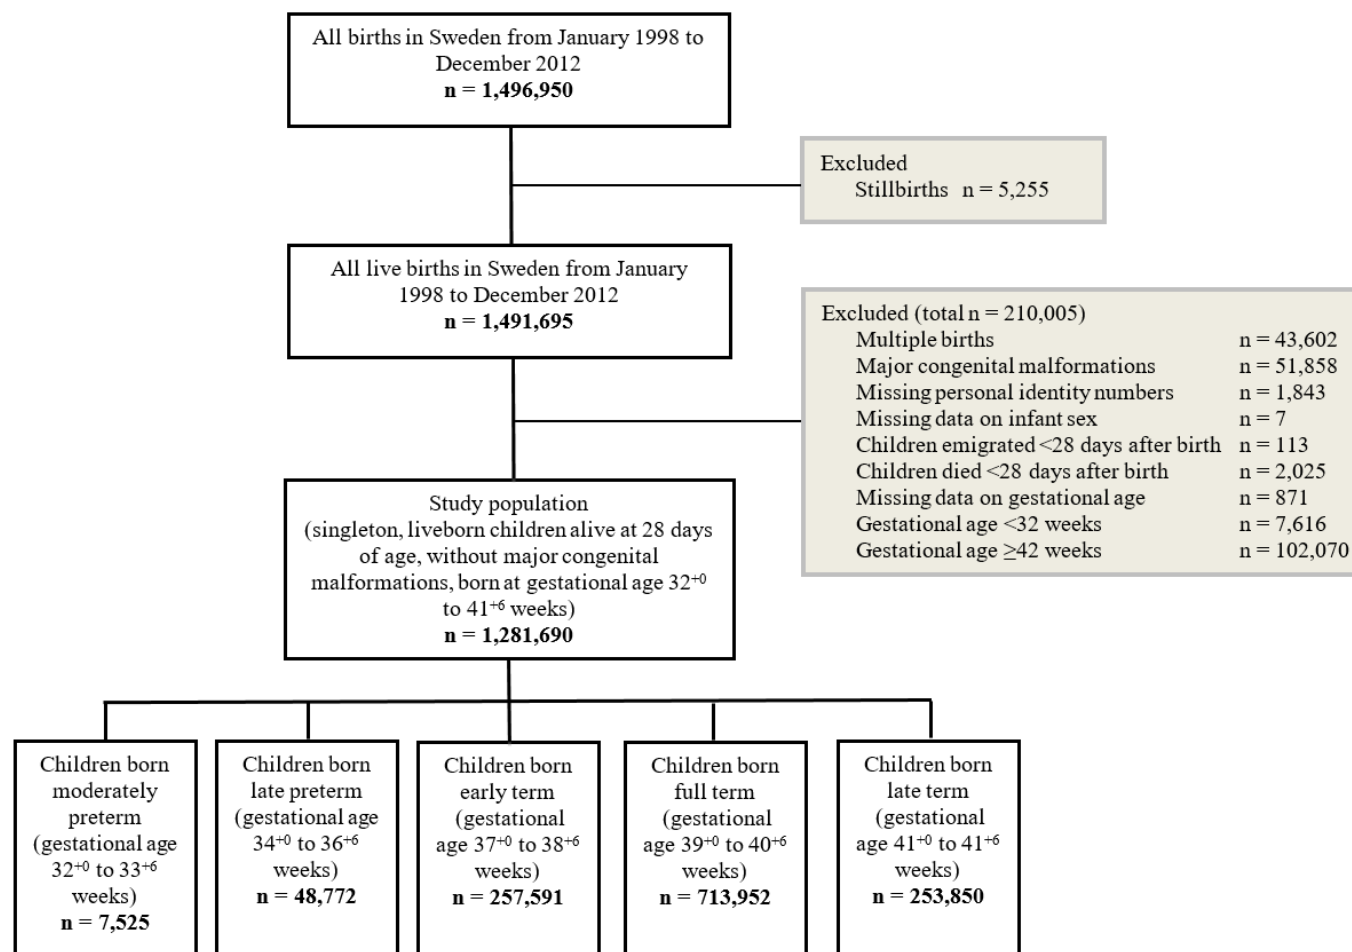 All births in Sweden from January 1998 to
December 2012
n = 1,496,950
Excluded
Stillbirths n = 5,255
All live births in Sweden from January
1998 to December 2012
n = 1,491,695
Excluded (total n = 210,005)
Multiple births n = 43,602
Major congenital malformations n = 51,858
Missing personal identity numbers n = 1,843
Missing data on infant sex n = 7
Children emigrated <28 days after birth n = 113
Children died <28 days after birth n = 2,025
Missing data on gestational age n = 871
Gestational age <32 weeks n = 7,616
Gestational age ≥42 weeks n = 102,070
Study population
(singleton, liveborn children alive at 28 days
of age, without major congenital
malformations, born at gestational age 32⁺⁰
to 41⁺⁶ weeks)
n = 1,281,690
Children born
moderately
preterm
(gestational age
32⁺⁰ to 33⁺⁶
weeks)
n = 7,525
Children born
late preterm
(gestational age
34⁺⁰ to 36⁺⁶
weeks)
n = 48,772
Children born
early term
(gestational
age 37⁺⁰ to 38⁺⁶
weeks)
n = 257,591
Children born
full term
(gestational
age 39⁺⁰ to 40⁺⁶
weeks)
n = 713,952
Children born
late term
(gestational
age 41⁺⁰ to 41⁺⁶
weeks)
n = 253,850